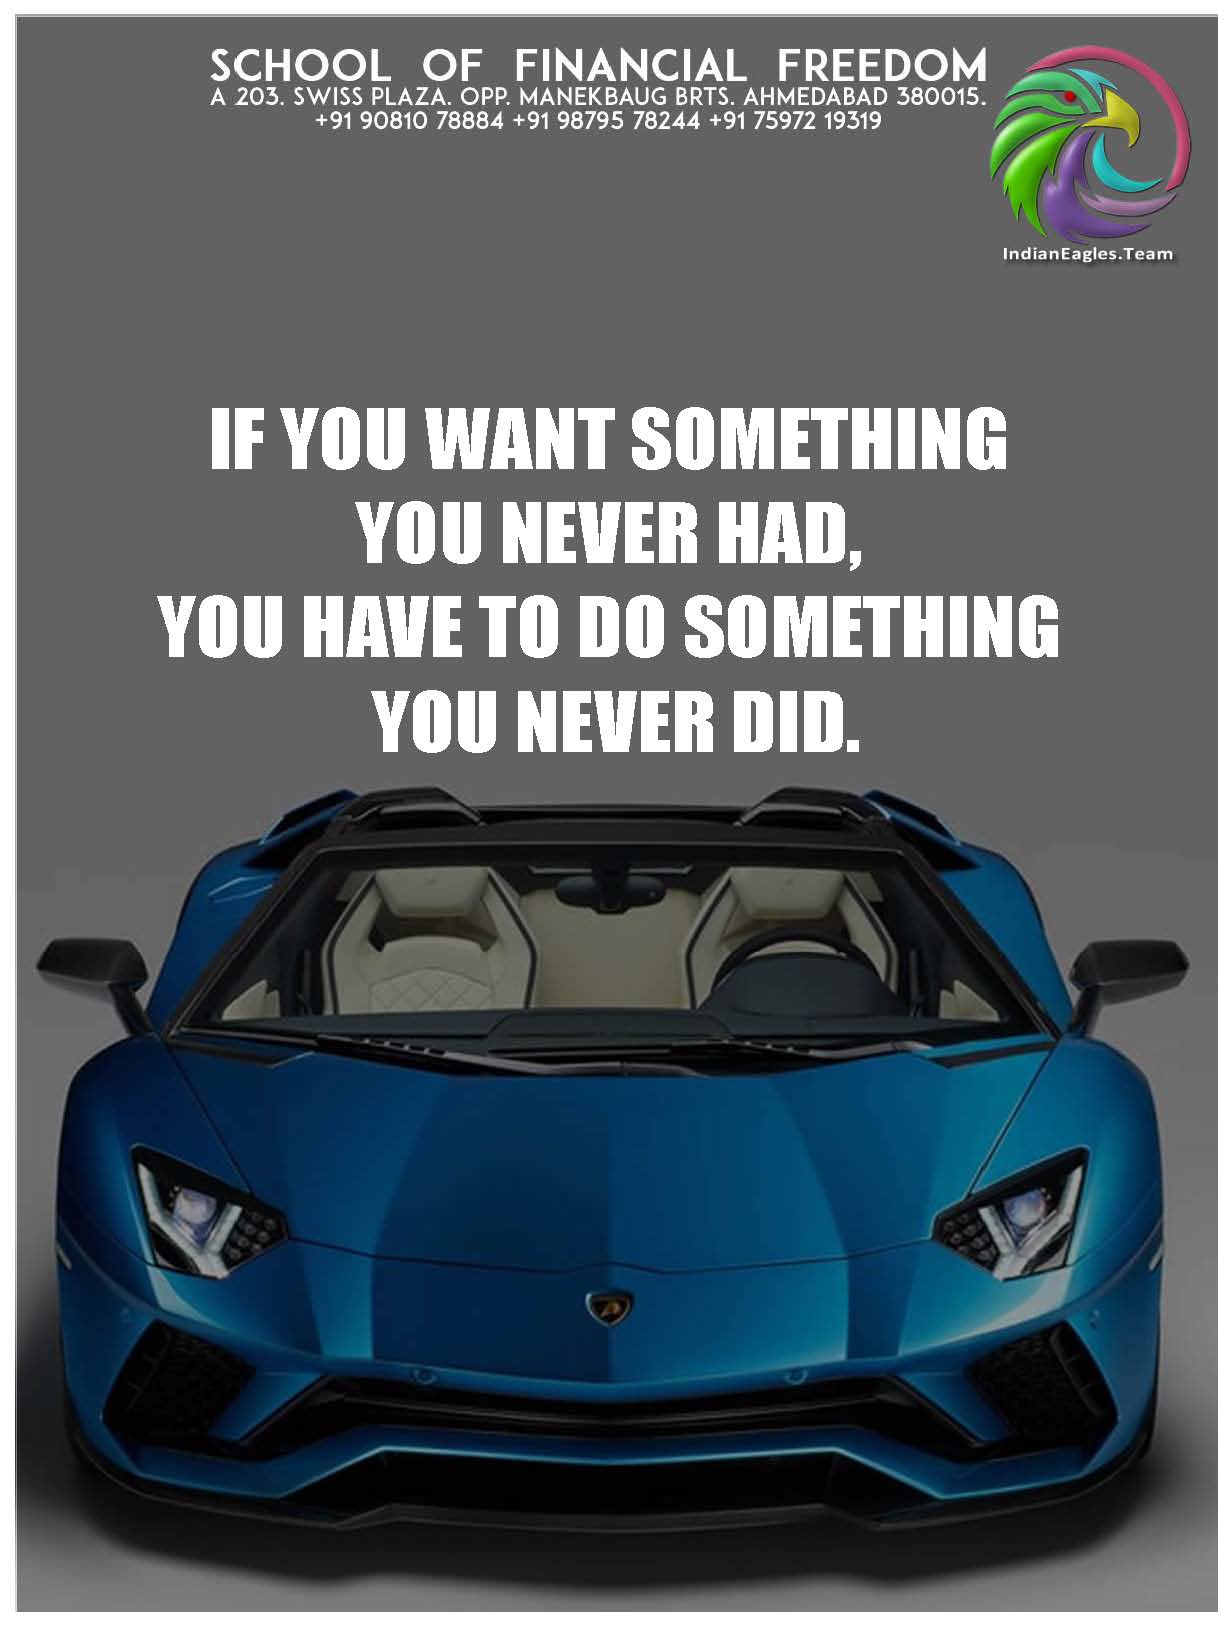 SCHOOL OF FINANCIAL FREEDOM
A 203. SWISS PLAZA. OPP. MANEKBAUG BRTS. AHMEDABAD 380015.
+91 90810 78884 +91 98795 78244 +91 75972 19319
IndianEagles.Team
IF YOU WANT SOMETHING
YOU NEVER HAD,
YOU HAVE TO DO SOMETHING
YOU NEVER DID.